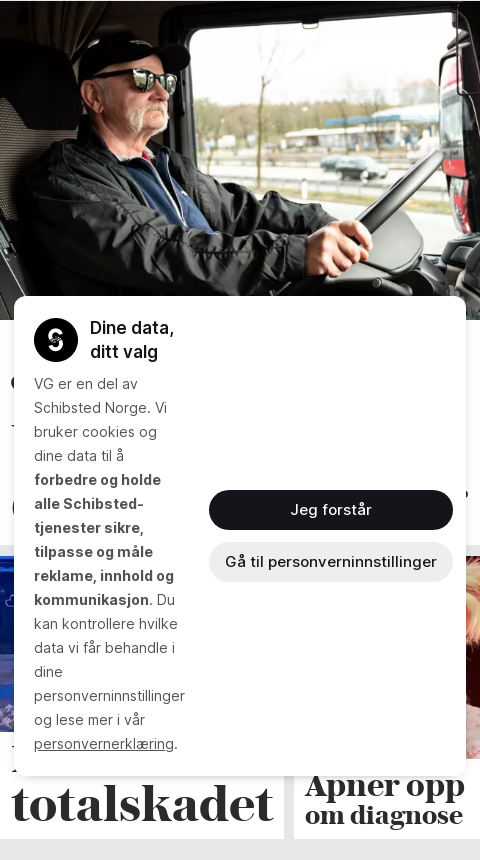 Dine data,
ditt valg
VG er en del av
Schibsted Norge. Vi
bruker cookies og
dine data til å
forbedre og holde
alle Schibsted-
tjenester sikre,
tilpasse og måle
reklame, innhold og
kommunikasjon. Du
kan kontrollere hvilke
data vi får behandle i
dine
personverninnstillinger
og lese mer i vår
personvernerklæring.
Jeg forstår
Gå til personverninnstillinger
totalskadet
Åpner opp
om diagnose